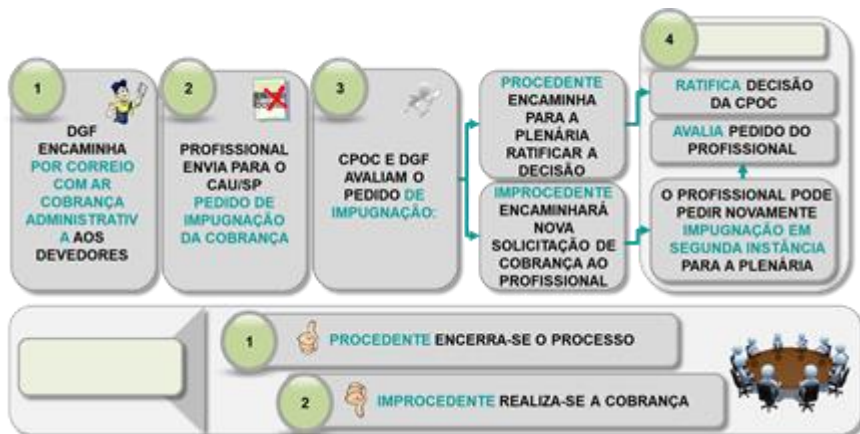 1
DGF
ENCAMINHA
POR CORREIO
COM AR
COBRANÇA
ADMINISTRATIV
A AOS
DEVEDORES
2
PROFISSIONAL
ENVIA PARA O
CAU/SP
PEDIDO DE
IMPUGNAÇÃO
DA COBRANÇA
3
CPOC E DGF
AVALIAM O
PEDIDO DE
IMPUGNAÇÃO:
PROCEDENTE
ENCAMINHA
PARA A
PLENÁRIA
RATIFICAR A
DECISÃO
IMPROCEDENTE
ENCAMINHARÁ
NOVA
SOLICITAÇÃO DE
COBRANÇA AO
PROFISSIONAL
4
RATIFICA DECISÃO
DA CPOC
AVALIA PEDIDO DO
PROFISSIONAL
O PROFISSIONAL PODE
PEDIR NOVAMENTE
IMPUGNAÇÃO EM
SEGUNDA INSTÂNCIA
PARA A PLENÁRIA
1
PROCEDENTE ENCERRA-SE O PROCESSO
2
IMPROCEDENTE REALIZA-SE A COBRANÇA